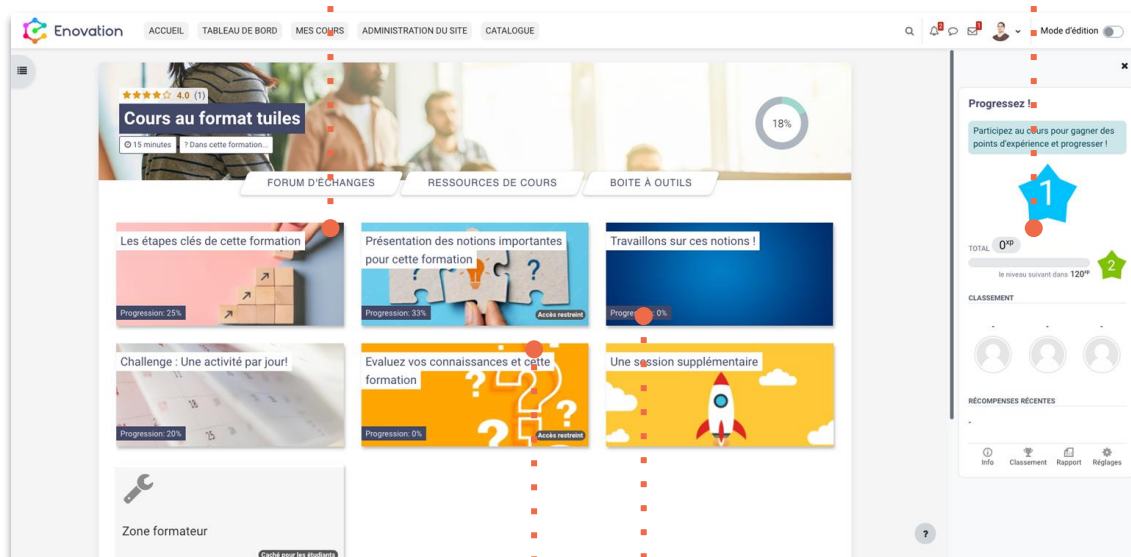 Enovation
ACCUEIL
TABLEAU DE BORD
MES COURS
ADMINISTRATION DU SITE
CATALOGUE
2
1
Mode d'édition
4.0 (1)
Cours au format tuiles
15 minutes
? Dans cette formation...
18%
FORUM D'ÉCHANGES
RESSOURCES DE COURS
BOITE À OUTILS
Les étapes clés de cette formation
Progression: 25%
Présentation des notions importantes
pour cette formation
Progression: 33%
Accès restreint
Travaillons sur ces notions !
Progression: 0%
Challenge : Une activité par jour!
Progression: 20%
25
Evaluez vos connaissances et cette
formation
Progression: 0%
Accès restreint
Une session supplémentaire
Zone formateur
Caché pour les étudiants
?
Progressez !
Participez au cours pour gagner des
points d'expérience et progresser !
1
TOTAL 0xp
2
le niveau suivant dans 120xp
CLASSEMENT
- - -
RÉCOMPENSES RÉCENTES
-
Info
Classement
Rapport
Réglages